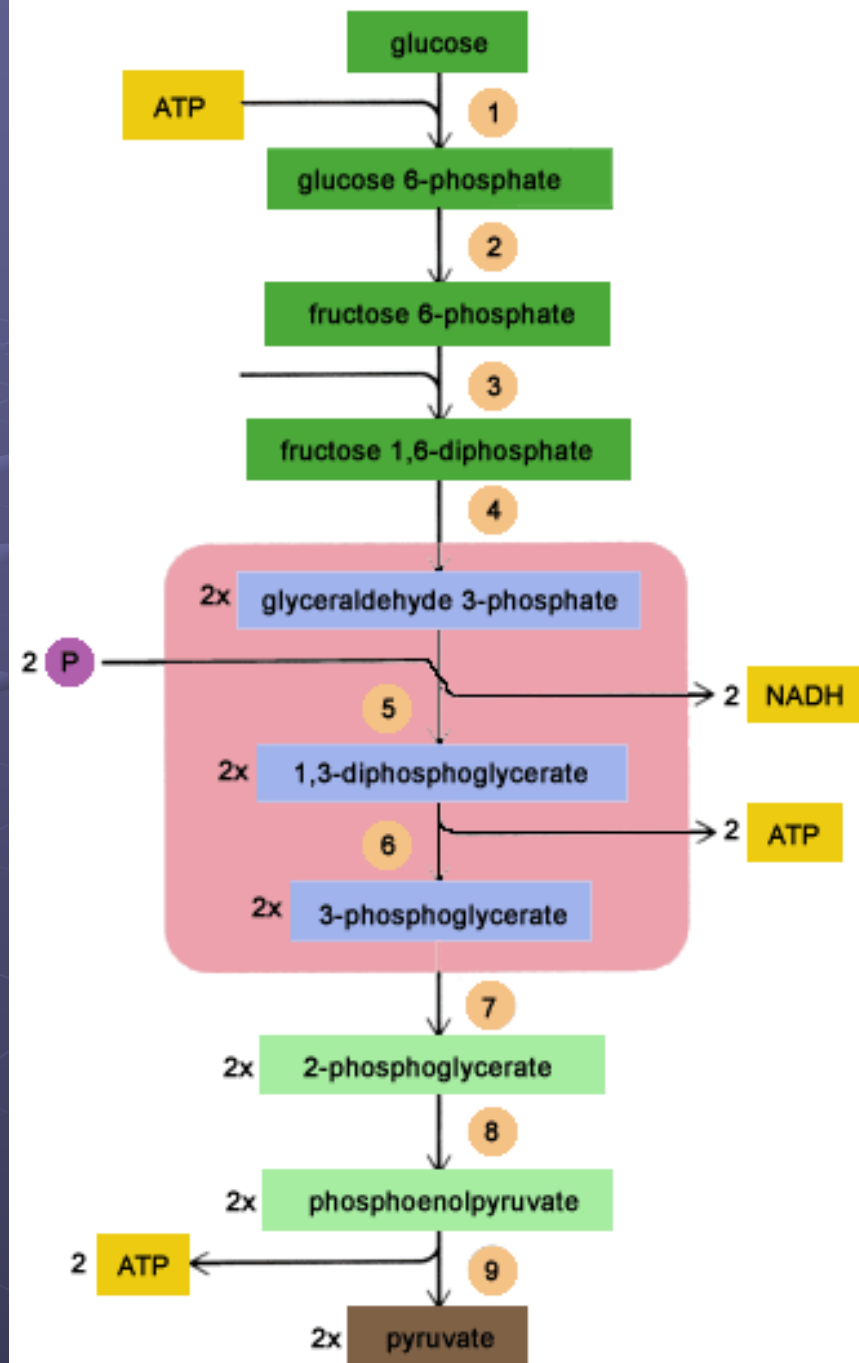 glucose
ATP
1
glucose 6-phosphate
2
fructose 6-phosphate
3
fructose 1,6-diphosphate
4
2x glyceraldehyde 3-phosphate
2 P
2 NADH
5
2x 1,3-diphosphoglycerate
2 ATP
6
2x 3-phosphoglycerate
7
2x 2-phosphoglycerate
8
2x phosphoenolpyruvate
2 ATP
9
2x pyruvate